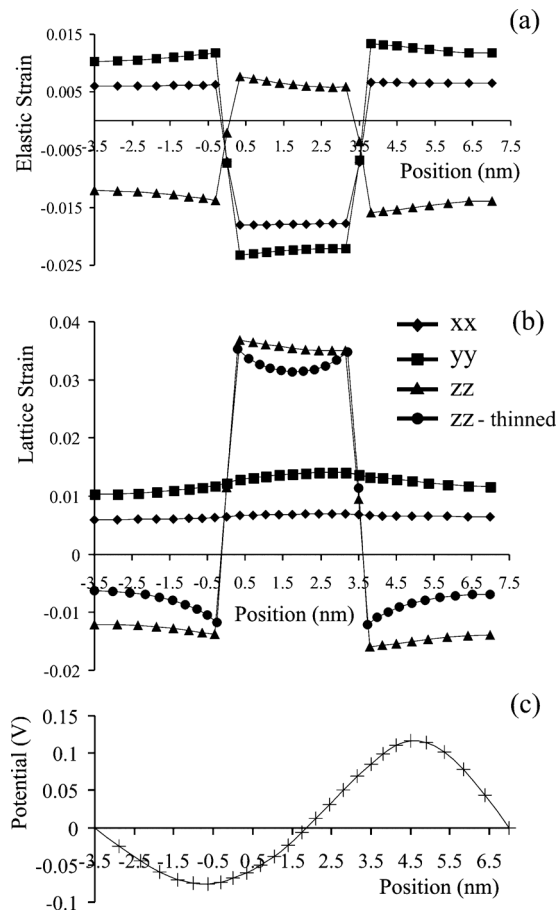 (a)
0.015
0.005
-0.005
-0.015
-0.025
Elastic Strain
-3.5 -2.5 -1.5 -0.5 0.5 1.5 2.5 3.5 4.5 5.5 6.5 7.5
Position (nm)
(b)
0.04
0.03
0.02
0.01
0
-0.01
-0.02
Lattice Strain
xx
yy
zz
zz - thinned
-3.5 -2.5 -1.5 -0.5 0.5 1.5 2.5 3.5 4.5 5.5 6.5 7.5
Position (nm)
(c)
0.15
0.1
0.05
0
-0.05
-0.1
Potential (V)
-3.5 -2.5 -1.5 -0.5 0.5 1.5 2.5 3.5 4.5 5.5 6.5
Position (nm)